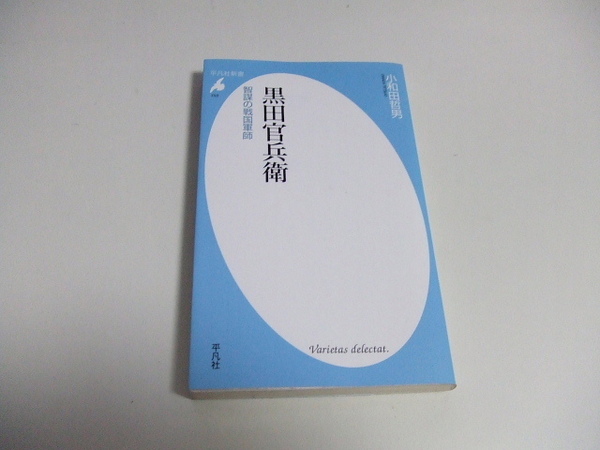 平凡社新書
小和田哲男
黒田官兵衛
智謀の戦国軍師
Varietas delectat.
平凡社